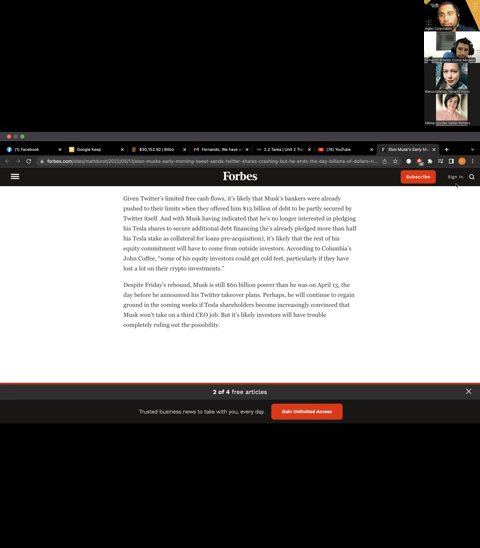 (1) Facebook
Google Keep
$30,152.92 | Bitbo
Fernando, We have u
2.2 Tarea | Unit 2 Tra
(74) YouTube
Elon Musk's Early Mo
forbes.com/sites/mattdurot/2022/05/13/elon-musks-early-morning-tweet-sends-twitter-shares-crashing-but-he-ends-the-day-billions-of-dollars-ri...
Forbes
Subscribe
Sign In
Given Twitter's limited free cash flows, it's likely that Musk's bankers were already
pushed to their limits when they offered him $13 billion of debt to be partly secured by
Twitter itself. And with Musk having indicated that he's no longer interested in pledging
his Tesla shares to secure additional debt financing (he's already pledged more than half
his Tesla stake as collateral for loans pre-acquisition), it's likely that the rest of his
equity commitment will have to come from outside investors. According to Columbia's
John Coffee, "some of his equity investors could get cold feet, particularly if they have
lost a lot on their crypto investments."
Despite Friday's rebound, Musk is still $60 billion poorer than he was on April 13, the
day before he announced his Twitter takeover plans. Perhaps, he will continue to regain
ground in the coming weeks if Tesla shareholders become increasingly convinced that
Musk won't take on a third CEO job. But it's likely investors will have trouble
completely ruling out the possibility.
2 of 4 free articles
Trusted business news to take with you, every day.
Gain Unlimited Access